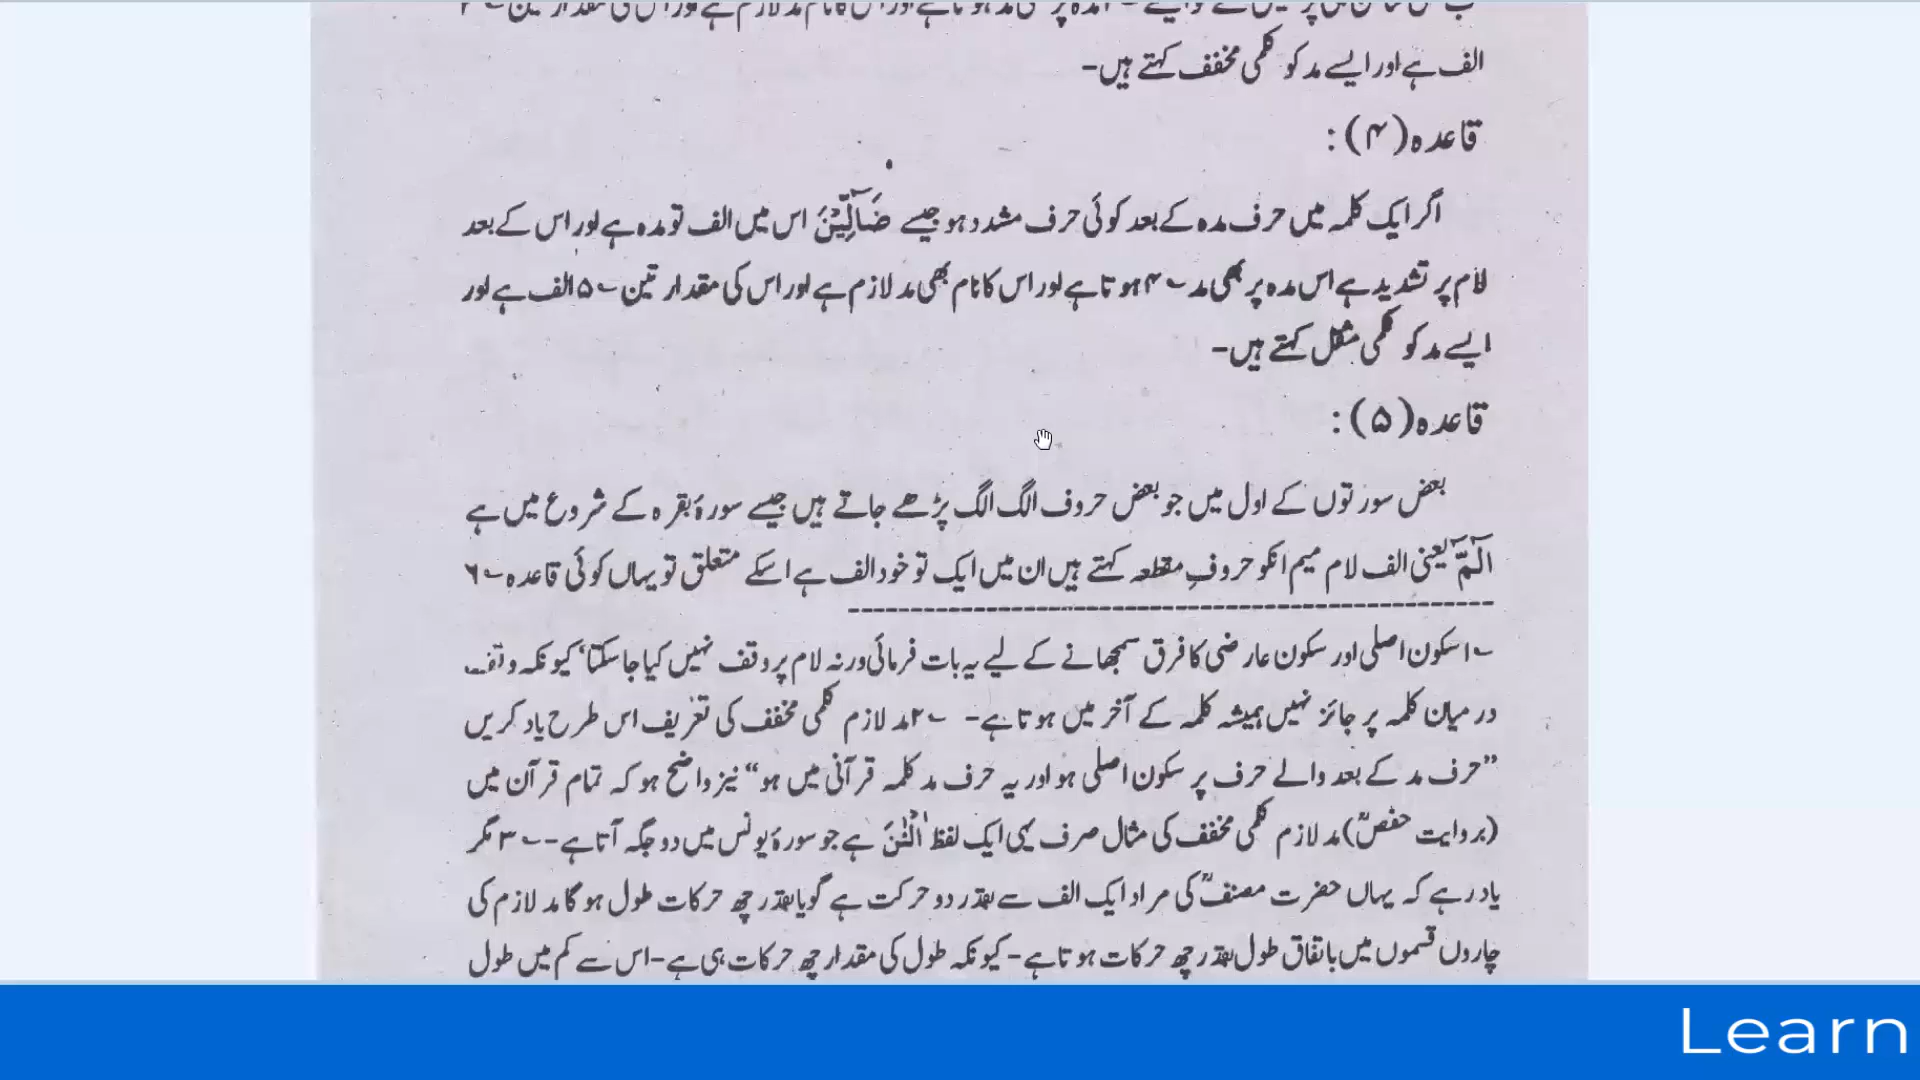 الف ہے اور ایسے مد کو کلمی مخفف کہتے ہیں-
قاعدہ (۴) :
اگر ایک کلمہ میں حرف مدہ کے بعد کوئی حرف مشدد ہو جیسے ضَآلِّیْنَ اس میں الف تو مدہ ہے اور اس کے بعد
لام پر تشدید ہے اس مدہ پر بھی مد ؎۴ ہوتا ہے اور اس کا نام بھی مد لازم ہے اور اس کی مقدار تین ؎۵ الف ہے اور
ایسے مد کو کلمی مثقل کہتے ہیں-
قاعدہ (۵) :
بعض سورتوں کے اول میں جو بعض حروف الگ الگ پڑھے جاتے ہیں جیسے سورۂ بقرہ کے شروع میں ہے
الٓمّٓ یعنی الف لام میم انکو حروفِ مقطعہ کہتے ہیں ان میں ایک تو خود الف ہے اسکے متعلق تو یہاں کوئی قاعدہ ؎۶
؎۱ سکون اصلی اور سکون عارضی کا فرق سمجھانے کے لیے یہ بات فرمائی ورنہ لام پر وقف نہیں کیا جا سکتا، کیونکہ وقف
درمیان کلمہ پر جائز نہیں ہمیشہ کلمہ کے آخر میں ہوتا ہے- ؎۲ مد لازم کلمی مخفف کی تعریف اس طرح یاد کریں
”حرف مد کے بعد والے حرف پر سکون اصلی ہو اور یہ حرف مد کلمہ قرآنی میں ہو“ نیز واضح ہو کہ تمام قرآن میں
(بروایت حفصؒ) مد لازم کلمی مخفف کی مثال صرف یہی ایک لفظ آٰلْئٰنَ ہے جو سورۂ یونس میں دو جگہ آتا ہے-- ؎۳ مگر
یاد رہے کہ یہاں حضرت مصنفؒ کی مراد ایک الف سے بقدر دو حرکت ہے گویا بقدر چھ حرکات طول ہو گا مد لازم کی
چاروں قسموں میں باتفاق طول بقدر چھ حرکات ہوتا ہے- کیونکہ طول کی مقدار چھ حرکات ہی ہے- اس سے کم میں طول
Learn